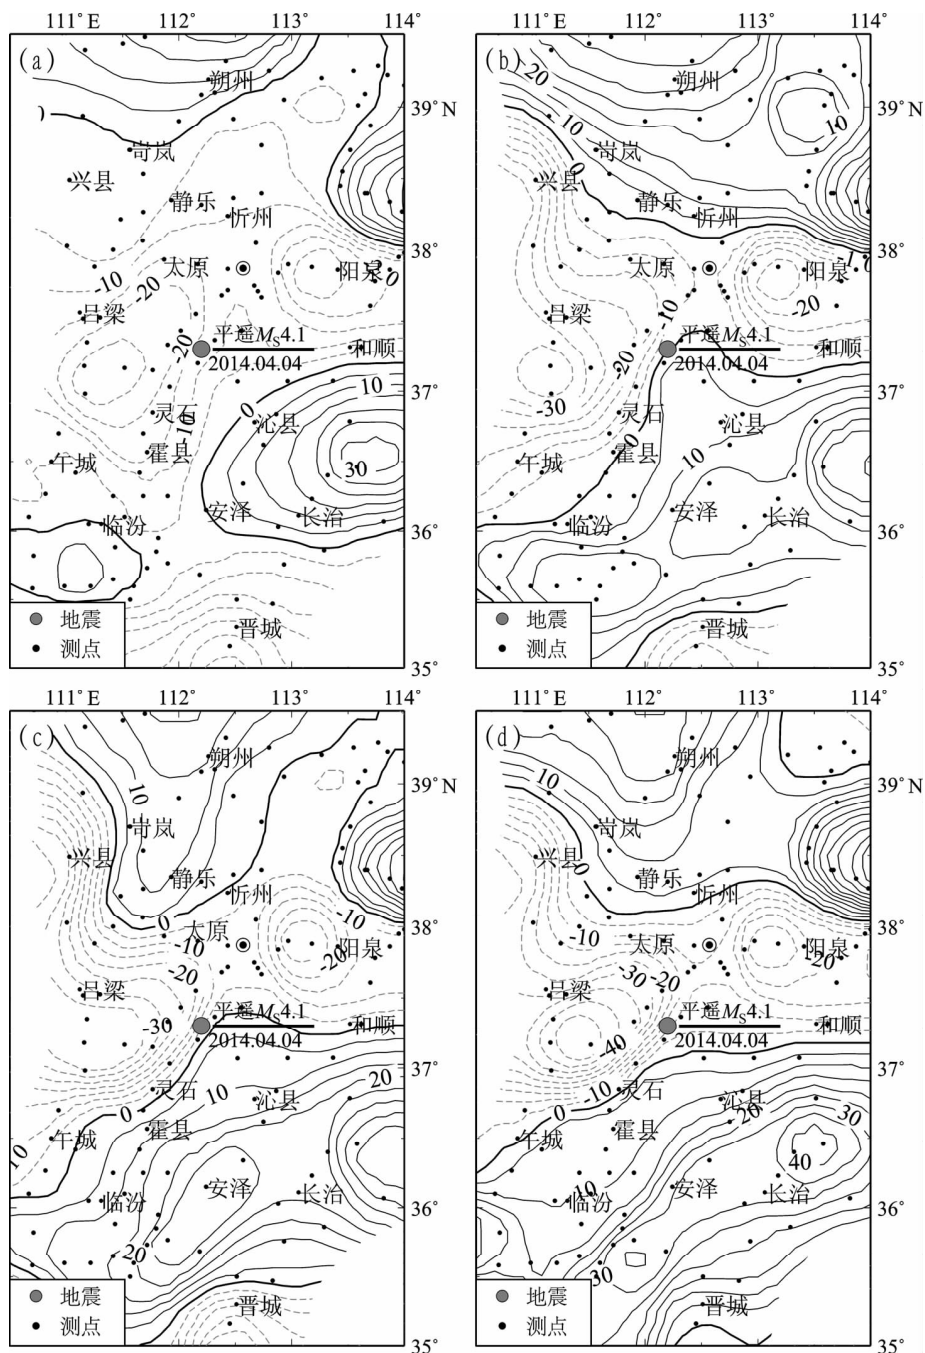 111°E 112° 113° 114°
(a)
朔州
39°N
0
岢岚
兴县
静乐
忻州
38°
太原
阳泉
-10
-20
吕梁
平遥Ms4.1
-20
2014.04.04
和顺
37°
10
0
灵石
沁县
-10
霍县
30
午城
安泽
长治
临汾
36°
地震
测点
晋城
35°
111°E 112° 113° 114°
(b)
20
朔州
39°N
10
10
岢岚
0
兴县
静乐
忻州
38°
太原
阳泉
-10
-20
吕梁
平遥Ms4.1
-20
2014.04.04
和顺
37°
-30
灵石
沁县
0
霍县
10
午城
安泽
长治
临汾
36°
地震
测点
晋城
35°
111°E 112° 113° 114°
(c)
朔州
39°N
10
岢岚
兴县
静乐
忻州
0
38°
-10
太原
-10
阳泉
-20
-20
吕梁
平遥Ms4.1
-30
2014.04.04
和顺
37°
20
灵石
10
沁县
0
霍县
午城
10
安泽
长治
临汾
36°
20
地震
测点
晋城
35°
111°E 112° 113° 114°
(d)
朔州
39°N
10
岢岚
兴县
0
静乐
忻州
38°
-10
太原
阳泉
-20
-30
-20
吕梁
平遥Ms4.1
-40
2014.04.04
和顺
37°
-10
灵石
沁县
0
20
30
霍县
午城
40
10
安泽
长治
临汾
36°
30
地震
测点
晋城
35°